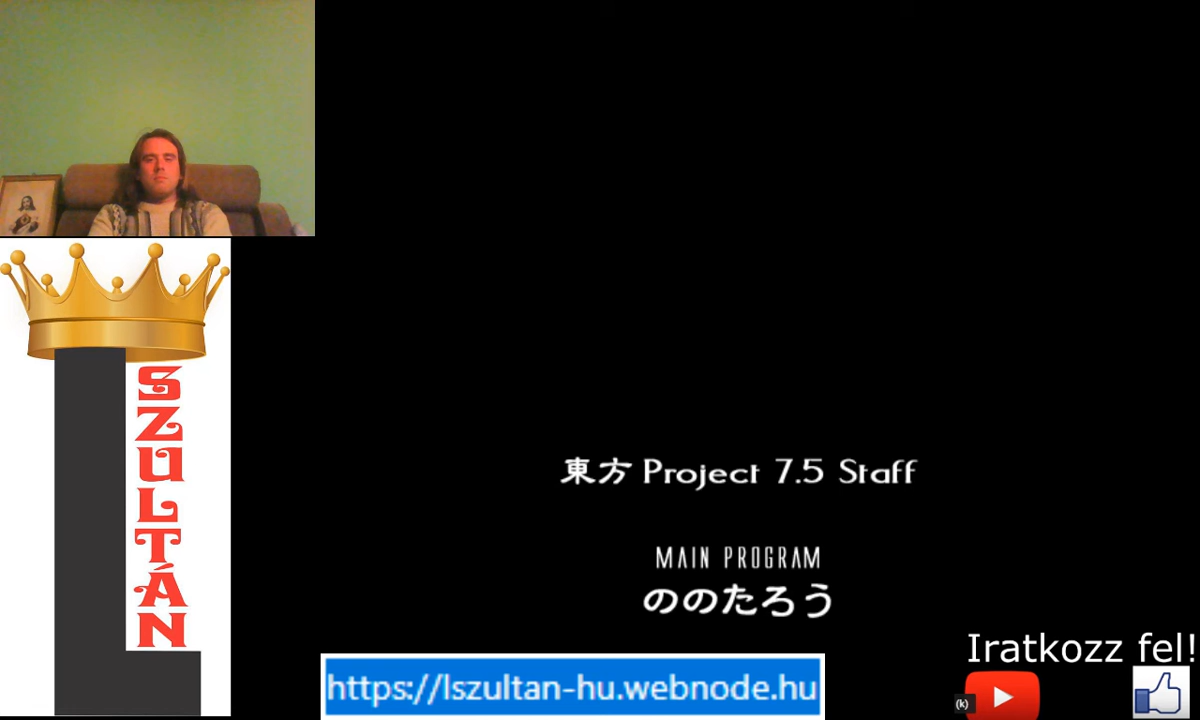 SZULTÁN
東方 Project 7.5 Staff
MAIN PROGRAM
ののたろう
https://lszultan-hu.webnode.hu
Iratkozz fel!
(k)